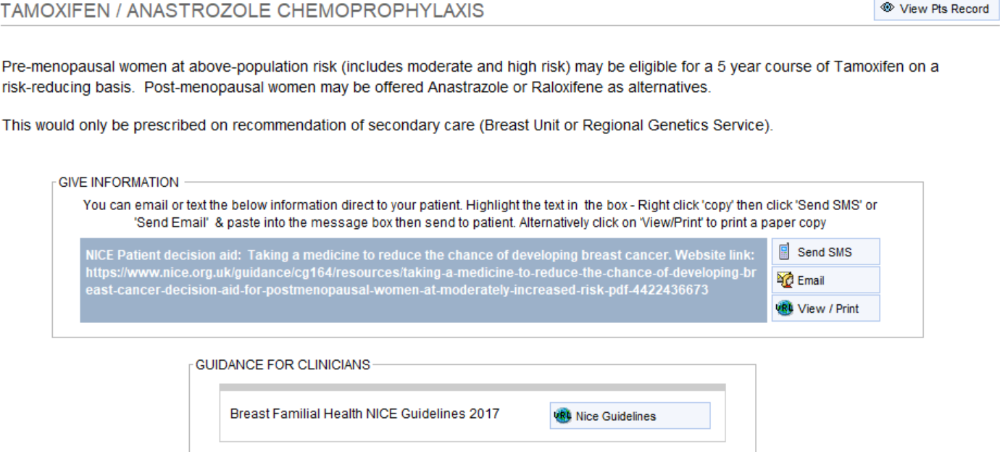 TAMOXIFEN / ANASTROZOLE CHEMOPROPHYLAXIS
View Pts Record
Pre-menopausal women at above-population risk (includes moderate and high risk) may be eligible for a 5 year course of Tamoxifen on a
risk-reducing basis.  Post-menopausal women may be offered Anastrazole or Raloxifene as alternatives.
This would only be prescribed on recommendation of secondary care (Breast Unit or Regional Genetics Service).
GIVE INFORMATION
You can email or text the below information direct to your patient. Highlight the text in  the box - Right click 'copy' then click 'Send SMS' or
'Send Email'  & paste into the message box then send to patient. Alternatively click on 'View/Print' to print a paper copy
NICE Patient decision aid:  Taking a medicine to reduce the chance of developing breast cancer. Website link:
https://www.nice.org.uk/guidance/cg164/resources/taking-a-medicine-to-reduce-the-chance-of-developing-br
east-cancer-decision-aid-for-postmenopausal-women-at-moderately-increased-risk-pdf-4422436673
Send SMS
Email
URL View / Print
GUIDANCE FOR CLINICIANS
Breast Familial Health NICE Guidelines 2017
URL Nice Guidelines